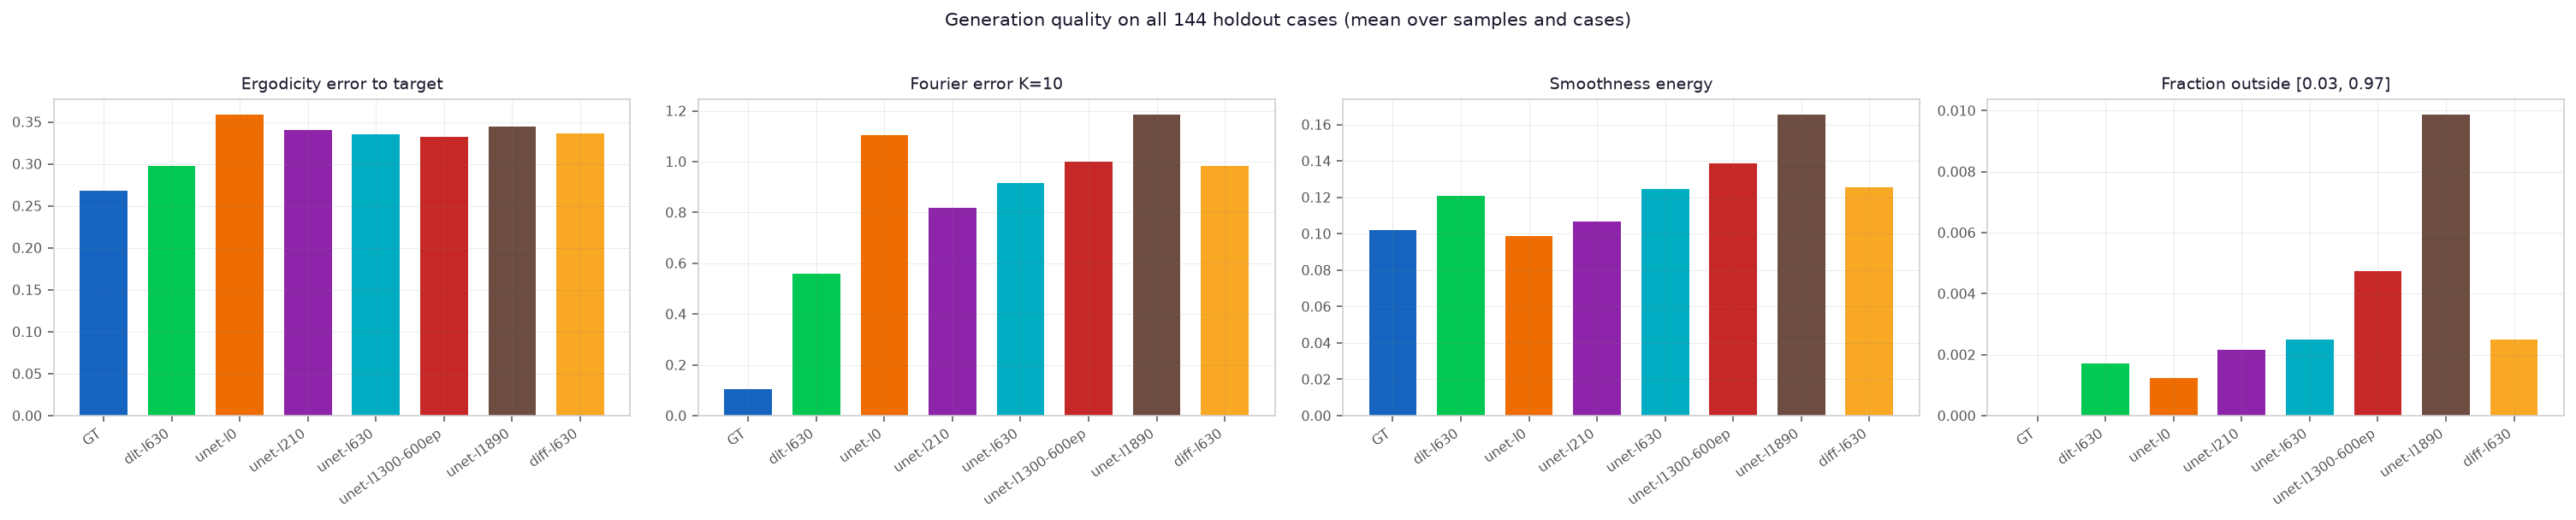 Generation quality on all 144 holdout cases (mean over samples and cases)
Ergodicity error to target
0.35
0.30
0.25
0.20
0.15
0.10
0.05
0.00
GT
dit-l630
unet-l0
unet-l210
unet-l630
unet-l1300-600ep
unet-l1890
diff-l630
Fourier error K=10
1.2
1.0
0.8
0.6
0.4
0.2
0.0
GT
dit-l630
unet-l0
unet-l210
unet-l630
unet-l1300-600ep
unet-l1890
diff-l630
Smoothness energy
0.16
0.14
0.12
0.10
0.08
0.06
0.04
0.02
0.00
GT
dit-l630
unet-l0
unet-l210
unet-l630
unet-l1300-600ep
unet-l1890
diff-l630
Fraction outside [0.03, 0.97]
0.010
0.008
0.006
0.004
0.002
0.000
GT
dit-l630
unet-l0
unet-l210
unet-l630
unet-l1300-600ep
unet-l1890
diff-l630